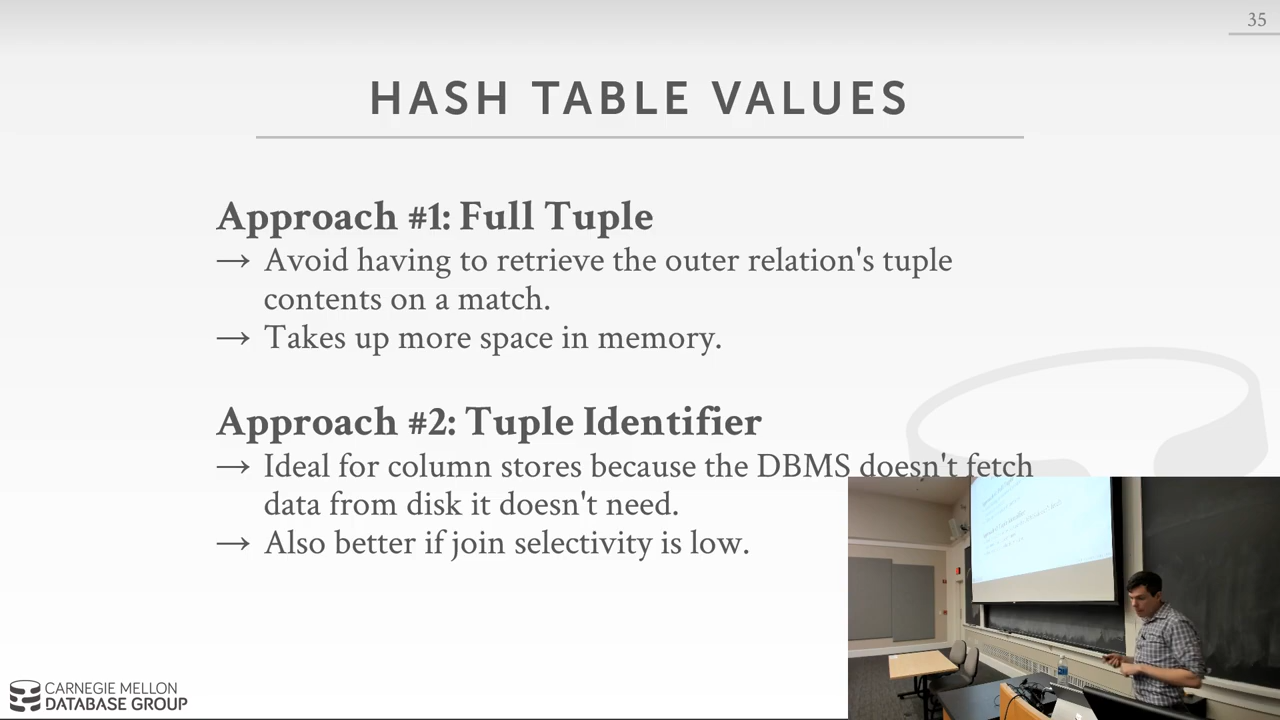 35
HASH TABLE VALUES
Approach #1: Full Tuple
→ Avoid having to retrieve the outer relation's tuple
contents on a match.
→ Takes up more space in memory.
Approach #2: Tuple Identifier
→ Ideal for column stores because the DBMS doesn't fetch
data from disk it doesn't need.
→ Also better if join selectivity is low.
CARNEGIE MELLON
DATABASE GROUP